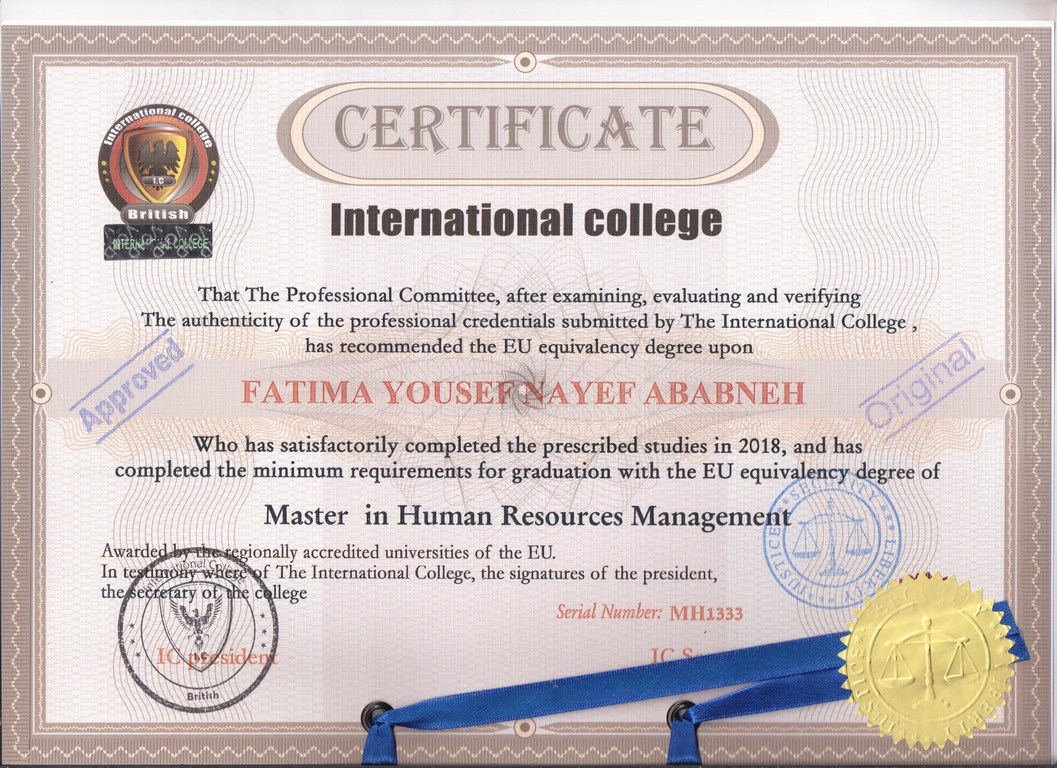 CERTIFICATE
International college
British
I.C
INTERNATIONAL COLLEGE
International college
That The Professional Committee, after examining, evaluating and verifying
The authenticity of the professional credentials submitted by The International College ,
has recommended the EU equivalency degree upon
Approved
Original
FATIMA YOUSEF NAYEF ABABNEH
Who has satisfactorily completed the prescribed studies in 2018, and has
completed the minimum requirements for graduation with the EU equivalency degree of
Master in Human Resources Management
SECURITY
JUSTICE
LIBERTY
Awarded by the regionally accredited universities of the EU.
In testimony where of The International College, the signatures of the president,
the secretary of the college
Serial Number: MH1333
International College
IC
British
IC president
IC
JUSTICE